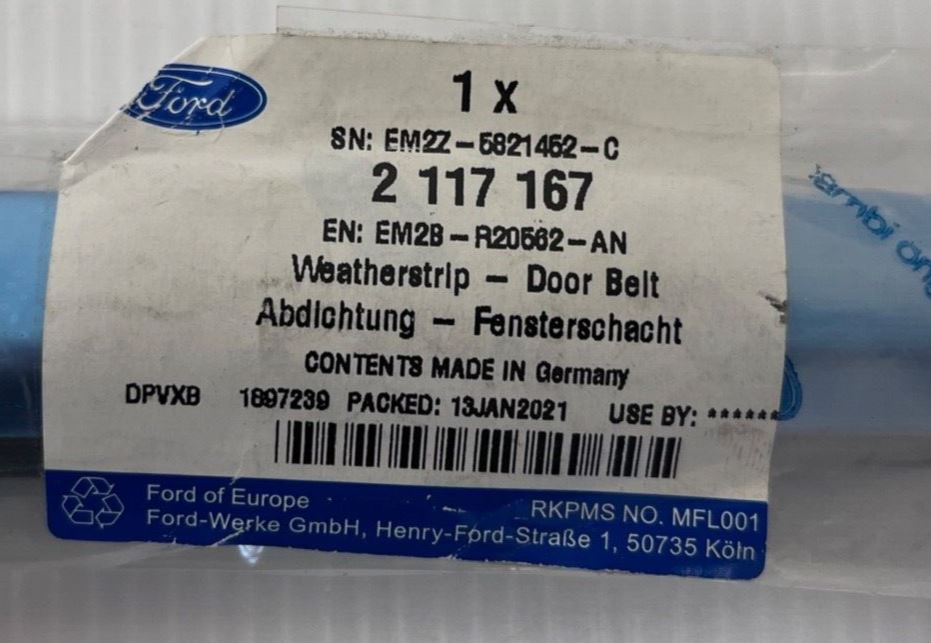 Ford
1 x
SN: EM2Z-5821452-C
2 117 167
EN: EM2B-R20562-AN
Weatherstrip - Door Belt
Abdichtung - Fensterschacht
CONTENTS MADE IN Germany
DPVXB 1897239 PACKED: 13JAN2021 USE BY: ******
Ford of Europe
RKPMS NO. MFL001
Ford-Werke GmbH, Henry-Ford-Straße 1, 50735 Köln